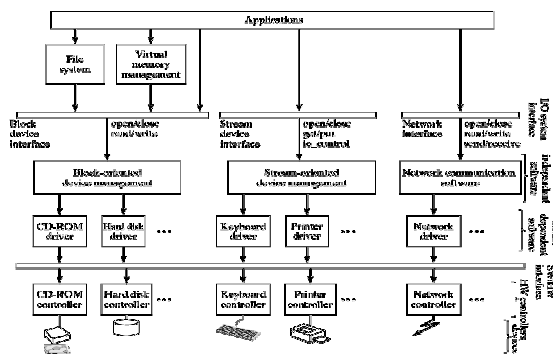 Applications
File
system
Virtual
memory
management
Block
device
interface
open/close
read/write
Stream
device
interface
open/close
get/put
io_control
Network
interface
open/close
read/write
send/receive
I/O system
interface
Block-oriented
device management
Stream-oriented
device management
Network communication
software
independent
software
CD-ROM
driver
Hard disk
driver
•••
Keyboard
driver
Printer
driver
•••
Network
driver
•••
dependent
software
SW/HW
interface
CD-ROM
controller
Hard disk
controller
•••
Keyboard
controller
Printer
controller
•••
Network
controller
•••
HW controllers